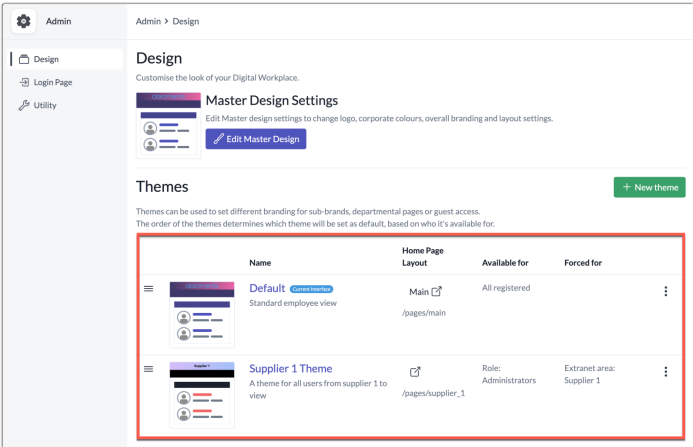 Admin
Admin > Design
Design
Login Page
Utility
Design
Customise the look of your Digital Workplace.
Master Design Settings
Edit Master design settings to change logo, corporate colours, overall branding and layout settings.
Edit Master Design
Themes
+ New theme
Themes can be used to set different branding for sub-brands, departmental pages or guest access.
The order of the themes determines which theme will be set as default, based on who it's available for.
Name
Home Page
Layout
Available for
Forced for
Default Current Interface
Standard employee view
Main
/pages/main
All registered
Supplier 1
Supplier 1 Theme
A theme for all users from supplier 1 to
view
/pages/supplier_1
Role:
Administrators
Extranet area:
Supplier 1